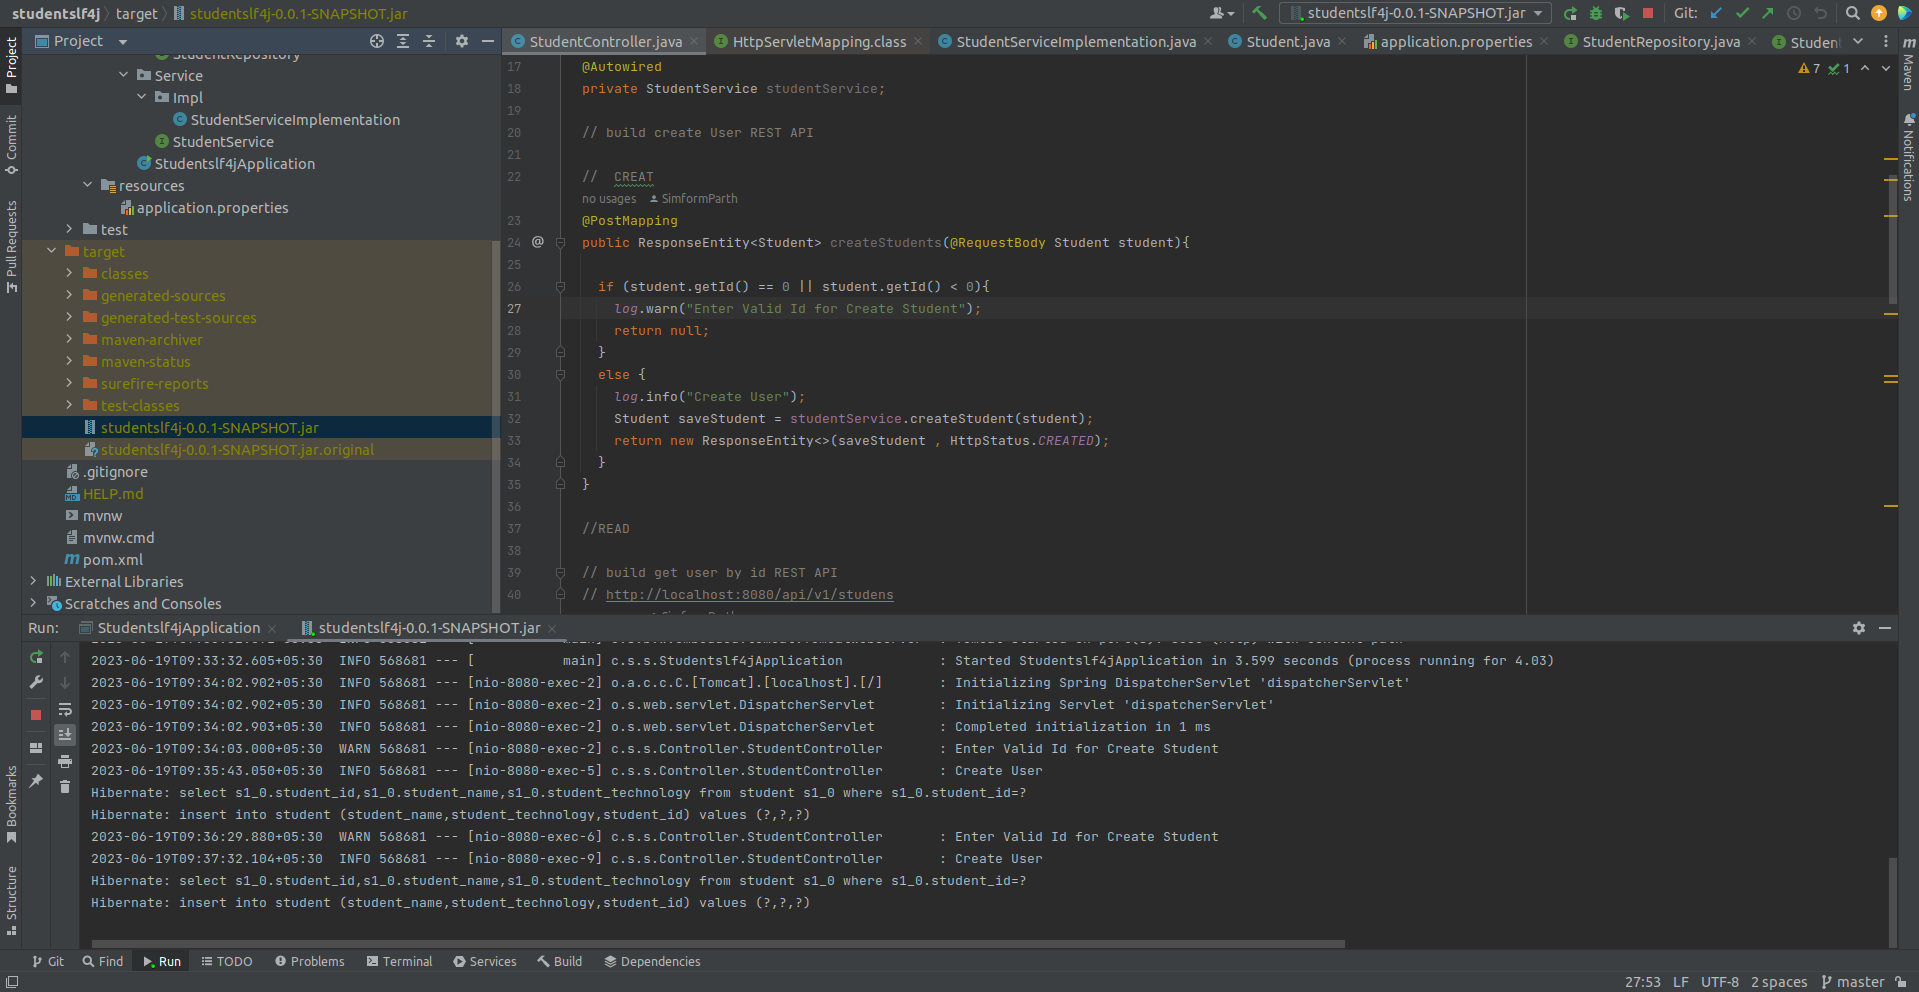 studentslf4j target studentslf4j-0.0.1-SNAPSHOT.jar
studentslf4j-0.0.1-SNAPSHOT.jar
Git:
Project
StudentController.java
HttpServletMapping.class
StudentServiceImplementation.java
Student.java
application.properties
StudentRepository.java
Studen
Project
Commit
Pull Requests
Bookmarks
Structure
Maven
Notifications
StudentRepository
Service
Impl
StudentServiceImplementation
StudentService
Studentslf4jApplication
resources
application.properties
test
target
classes
generated-sources
generated-test-sources
maven-archiver
maven-status
surefire-reports
test-classes
studentslf4j-0.0.1-SNAPSHOT.jar
studentslf4j-0.0.1-SNAPSHOT.jar.original
.gitignore
HELP.md
mvnw
mvnw.cmd
pom.xml
External Libraries
Scratches and Consoles
7 1
17 @Autowired
18 private StudentService studentService;
19
20 // build create User REST API
21
22 // CREAT
no usages SimformParth
23 @PostMapping
24 @ public ResponseEntity<Student> createStudents(@RequestBody Student student){
25
26 if (student.getId() == 0 || student.getId() < 0){
27 log.warn("Enter Valid Id for Create Student");
28 return null;
29 }
30 else {
31 log.info("Create User");
32 Student saveStudent = studentService.createStudent(student);
33 return new ResponseEntity<>(saveStudent , HttpStatus.CREATED);
34 }
35 }
36
37 //READ
38
39 // build get user by id REST API
40 // http://localhost:8080/api/v1/studens
Run: Studentslf4jApplication studentslf4j-0.0.1-SNAPSHOT.jar
2023-06-19T09:33:32.605+05:30 INFO 568681 --- [ main] c.s.s.Studentslf4jApplication : Started Studentslf4jApplication in 3.599 seconds (process running for 4.03)
2023-06-19T09:34:02.902+05:30 INFO 568681 --- [nio-8080-exec-2] o.a.c.c.C.[Tomcat].[localhost].[/] : Initializing Spring DispatcherServlet 'dispatcherServlet'
2023-06-19T09:34:02.902+05:30 INFO 568681 --- [nio-8080-exec-2] o.s.web.servlet.DispatcherServlet : Initializing Servlet 'dispatcherServlet'
2023-06-19T09:34:02.903+05:30 INFO 568681 --- [nio-8080-exec-2] o.s.web.servlet.DispatcherServlet : Completed initialization in 1 ms
2023-06-19T09:34:03.000+05:30 WARN 568681 --- [nio-8080-exec-2] c.s.s.Controller.StudentController : Enter Valid Id for Create Student
2023-06-19T09:35:43.050+05:30 INFO 568681 --- [nio-8080-exec-5] c.s.s.Controller.StudentController : Create User
Hibernate: select s1_0.student_id,s1_0.student_name,s1_0.student_technology from student s1_0 where s1_0.student_id=?
Hibernate: insert into student (student_name,student_technology,student_id) values (?,?,?)
2023-06-19T09:36:29.880+05:30 WARN 568681 --- [nio-8080-exec-6] c.s.s.Controller.StudentController : Enter Valid Id for Create Student
2023-06-19T09:37:32.104+05:30 INFO 568681 --- [nio-8080-exec-9] c.s.s.Controller.StudentController : Create User
Hibernate: select s1_0.student_id,s1_0.student_name,s1_0.student_technology from student s1_0 where s1_0.student_id=?
Hibernate: insert into student (student_name,student_technology,student_id) values (?,?,?)
Git Find Run TODO Problems Terminal Services Build Dependencies
27:53 LF UTF-8 2 spaces master